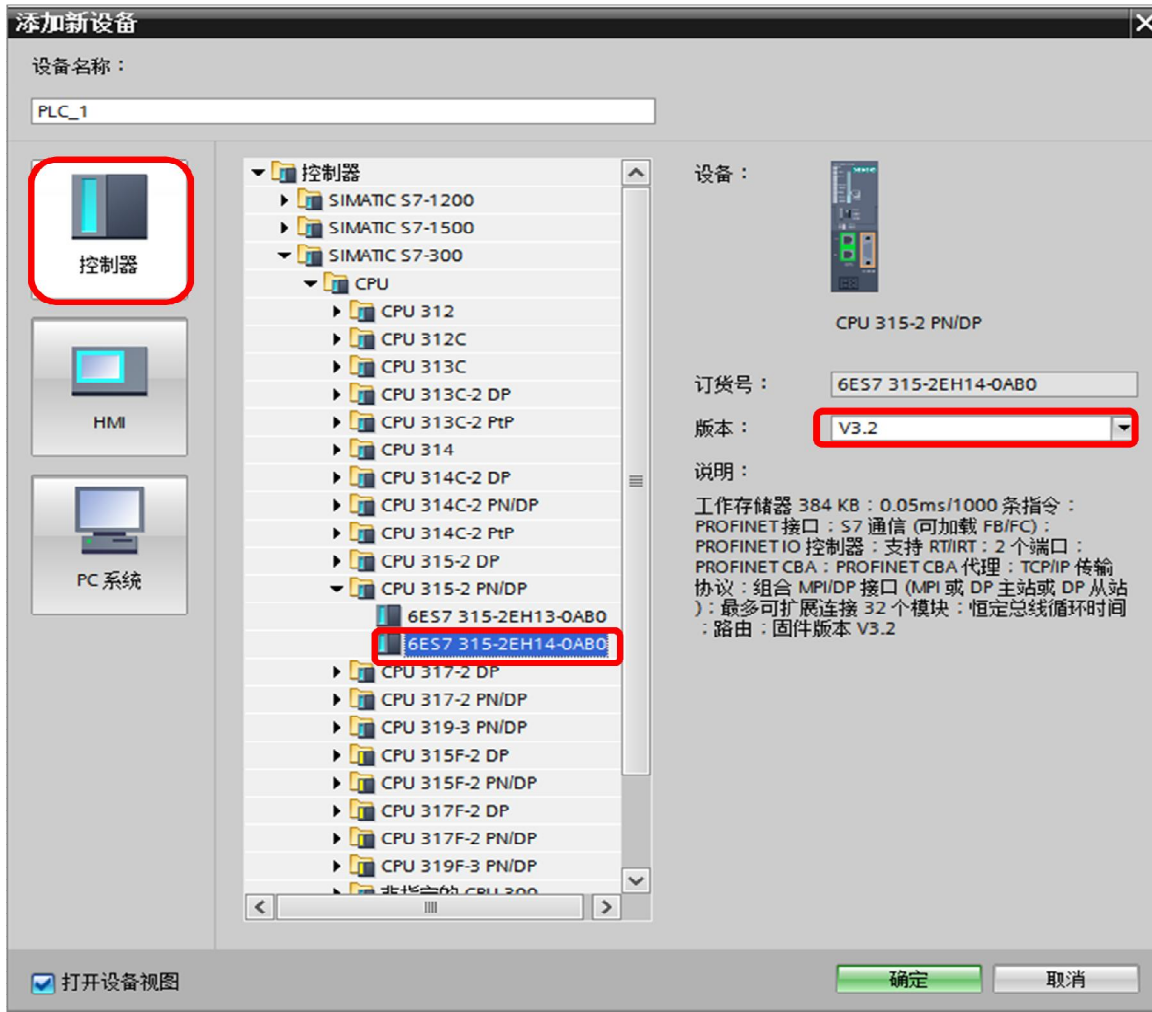 添加新设备
设备名称：
PLC_1
控制器
HMI
PC 系统
控制器
SIMATIC S7-1200
SIMATIC S7-1500
SIMATIC S7-300
CPU
CPU 312
CPU 312C
CPU 313C
CPU 313C-2 DP
CPU 313C-2 PtP
CPU 314
CPU 314C-2 DP
CPU 314C-2 PN/DP
CPU 314C-2 PtP
CPU 315-2 DP
CPU 315-2 PN/DP
6ES7 315-2EH13-0AB0
6ES7 315-2EH14-0AB0
CPU 317-2 DP
CPU 317-2 PN/DP
CPU 319-3 PN/DP
CPU 315F-2 DP
CPU 315F-2 PN/DP
CPU 317F-2 DP
CPU 317F-2 PN/DP
CPU 319F-3 PN/DP
非指定的 CPU 300
设备：
CPU 315-2 PN/DP
订货号：
6ES7 315-2EH14-0AB0
版本：
V3.2
说明：
工作存储器 384 KB；0.05ms/1000 条指令；
PROFINET 接口；S7 通信 (可加载 FB/FC)；
PROFINET IO 控制器；支持 RT/IRT；2 个端口；
PROFINET CBA；PROFINET CBA 代理；TCP/IP 传输
协议；组合 MPI/DP 接口 (MPI 或 DP 主站或 DP 从站
)；最多可扩展连接 32 个模块；恒定总线循环时间
；路由；固件版本 V3.2
打开设备视图
确定
取消